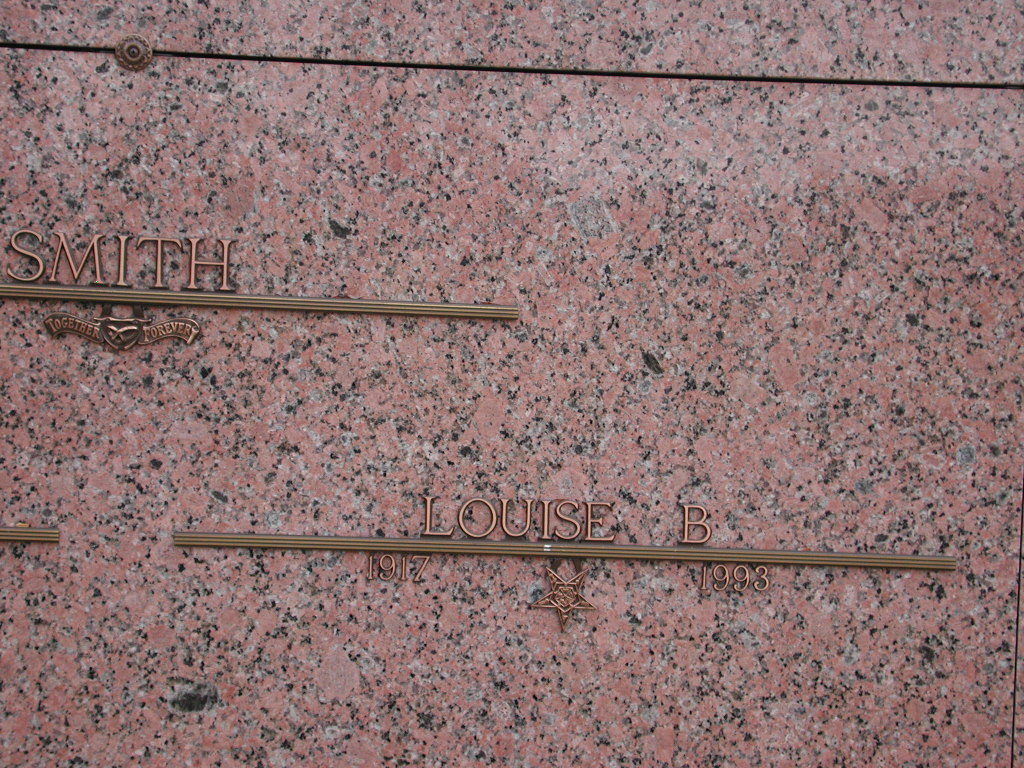 SMITH
TOGETHER FOREVER
LOUISE B
1917 1993